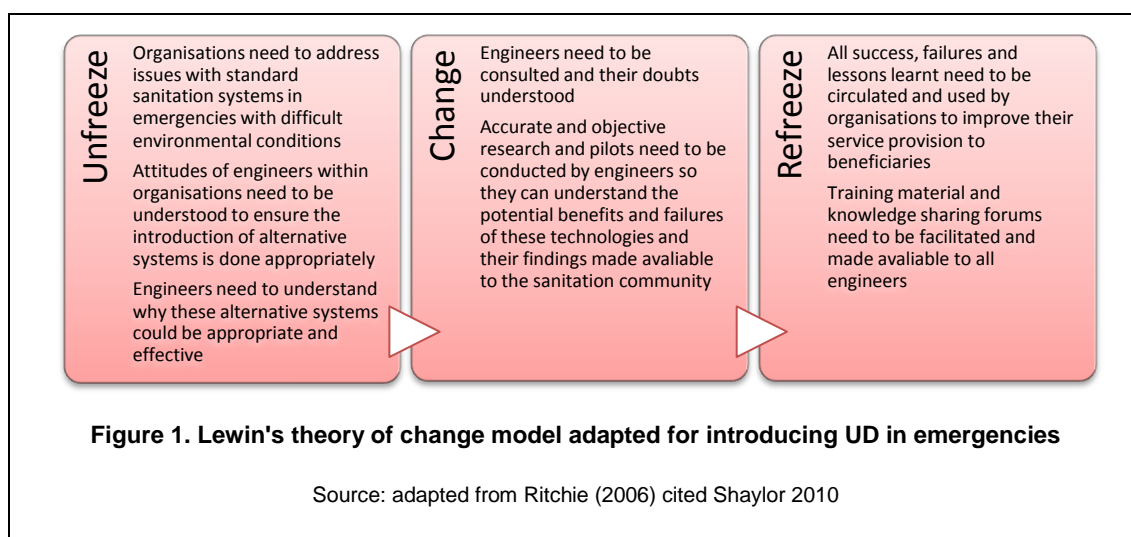 Unfreeze
Organisations need to address
issues with standard
sanitation systems in
emergencies with difficult
environmental conditions
Attitudes of engineers within
organisations need to be
understood to ensure the
introduction of alternative
systems is done appropriately
Engineers need to understand
why these alternative systems
could be appropriate and
effective
Change
Engineers need to be
consulted and their doubts
understood
Accurate and objective
research and pilots need to be
conducted by engineers so
they can understand the
potential benefits and failures
of these technologies and
their findings made avaliable
to the sanitation community
Refreeze
All success, failures and
lessons learnt need to be
circulated and used by
organisations to improve their
service provision to
beneficiaries
Training material and
knowledge sharing forums
need to be facilitated and
made avaliable to all
engineers
Figure 1. Lewin's theory of change model adapted for introducing UD in emergencies
Source: adapted from Ritchie (2006) cited Shaylor 2010